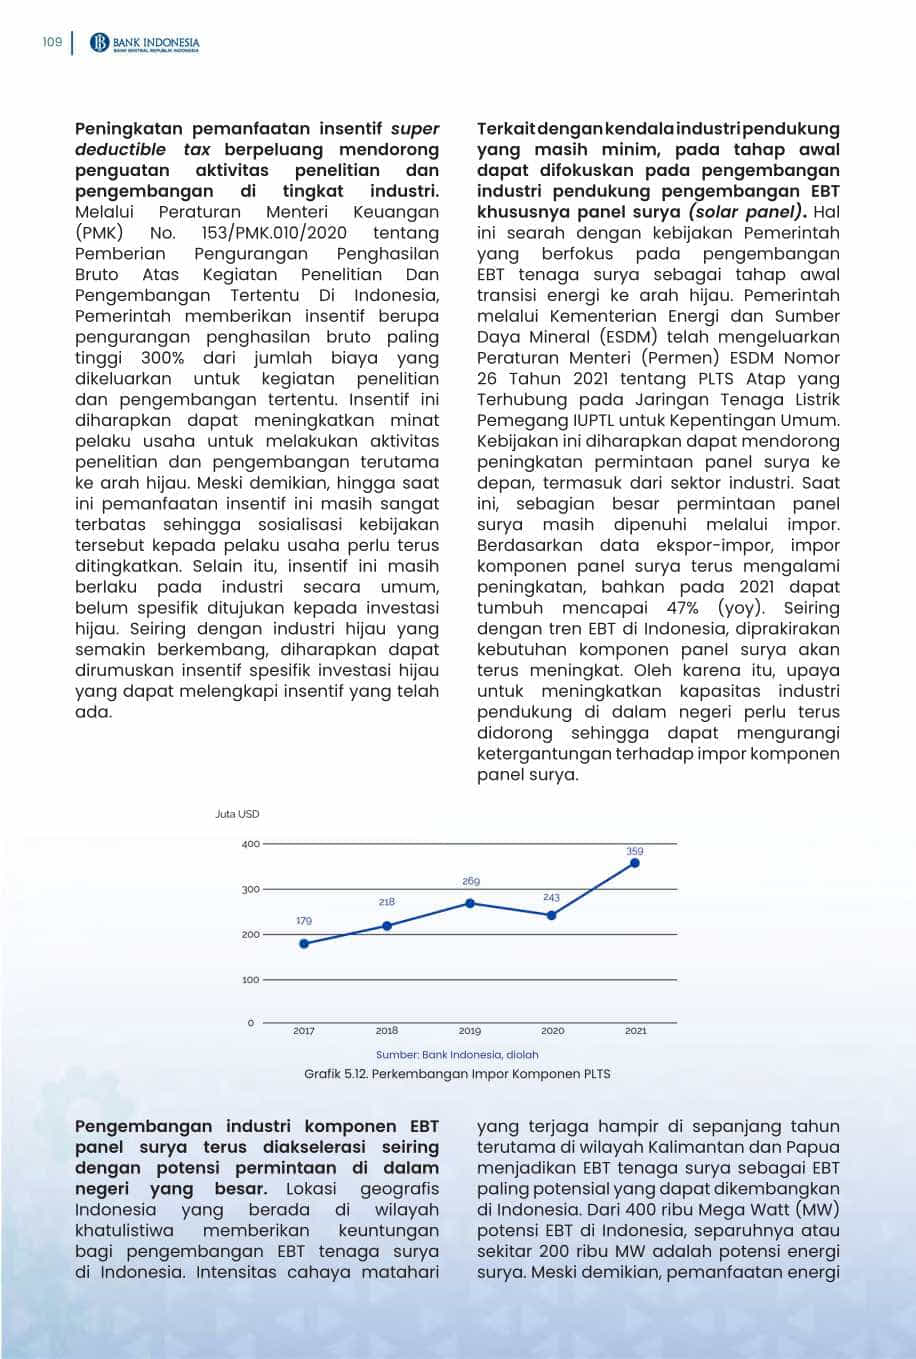 109
BANK INDONESIA
BANK SENTRAL REPUBLIK INDONESIA
Peningkatan pemanfaatan insentif super
deductible tax berpeluang mendorong
penguatan aktivitas penelitian dan
pengembangan di tingkat industri.
Melalui Peraturan Menteri Keuangan
(PMK) No. 153/PMK.010/2020 tentang
Pemberian Pengurangan Penghasilan
Bruto Atas Kegiatan Penelitian Dan
Pengembangan Tertentu Di Indonesia,
Pemerintah memberikan insentif berupa
pengurangan penghasilan bruto paling
tinggi 300% dari jumlah biaya yang
dikeluarkan untuk kegiatan penelitian
dan pengembangan tertentu. Insentif ini
diharapkan dapat meningkatkan minat
pelaku usaha untuk melakukan aktivitas
penelitian dan pengembangan terutama
ke arah hijau. Meski demikian, hingga saat
ini pemanfaatan insentif ini masih sangat
terbatas sehingga sosialisasi kebijakan
tersebut kepada pelaku usaha perlu terus
ditingkatkan. Selain itu, insentif ini masih
berlaku pada industri secara umum,
belum spesifik ditujukan kepada investasi
hijau. Seiring dengan industri hijau yang
semakin berkembang, diharapkan dapat
dirumuskan insentif spesifik investasi hijau
yang dapat melengkapi insentif yang telah
ada.
Terkait dengan kendala industri pendukung
yang masih minim, pada tahap awal
dapat difokuskan pada pengembangan
industri pendukung pengembangan EBT
khususnya panel surya (solar panel). Hal
ini searah dengan kebijakan Pemerintah
yang berfokus pada pengembangan
EBT tenaga surya sebagai tahap awal
transisi energi ke arah hijau. Pemerintah
melalui Kementerian Energi dan Sumber
Daya Mineral (ESDM) telah mengeluarkan
Peraturan Menteri (Permen) ESDM Nomor
26 Tahun 2021 tentang PLTS Atap yang
Terhubung pada Jaringan Tenaga Listrik
Pemegang IUPTL untuk Kepentingan Umum.
Kebijakan ini diharapkan dapat mendorong
peningkatan permintaan panel surya ke
depan, termasuk dari sektor industri. Saat
ini, sebagian besar permintaan panel
surya masih dipenuhi melalui impor.
Berdasarkan data ekspor-impor, impor
komponen panel surya terus mengalami
peningkatan, bahkan pada 2021 dapat
tumbuh mencapai 47% (yoy). Seiring
dengan tren EBT di Indonesia, diprakirakan
kebutuhan komponen panel surya akan
terus meningkat. Oleh karena itu, upaya
untuk meningkatkan kapasitas industri
pendukung di dalam negeri perlu terus
didorong sehingga dapat mengurangi
ketergantungan terhadap impor komponen
panel surya.
Juta USD
400
300
200
100
0
179
218
269
243
359
2017 2018 2019 2020 2021
Sumber: Bank Indonesia, diolah
Grafik 5.12. Perkembangan Impor Komponen PLTS
Pengembangan industri komponen EBT
panel surya terus diakselerasi seiring
dengan potensi permintaan di dalam
negeri yang besar. Lokasi geografis
Indonesia yang berada di wilayah
khatulistiwa memberikan keuntungan
bagi pengembangan EBT tenaga surya
di Indonesia. Intensitas cahaya matahari
yang terjaga hampir di sepanjang tahun
terutama di wilayah Kalimantan dan Papua
menjadikan EBT tenaga surya sebagai EBT
paling potensial yang dapat dikembangkan
di Indonesia. Dari 400 ribu Mega Watt (MW)
potensi EBT di Indonesia, separuhnya atau
sekitar 200 ribu MW adalah potensi energi
surya. Meski demikian, pemanfaatan energi